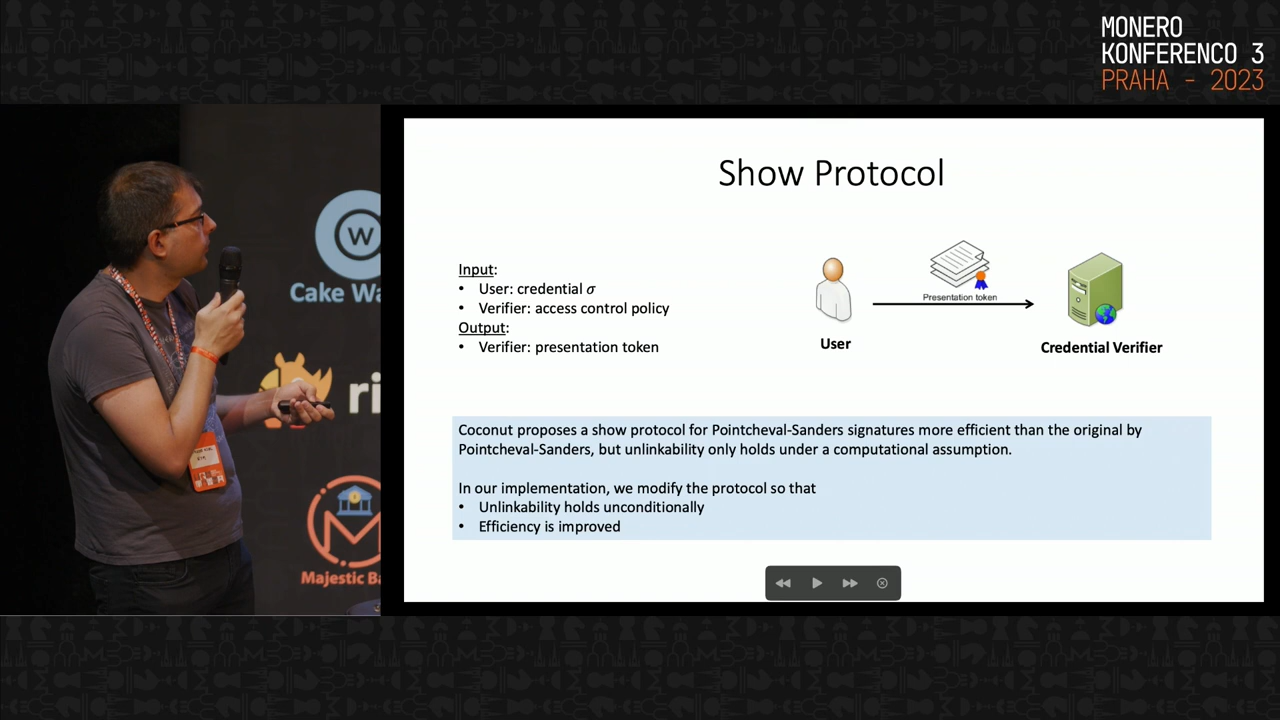 MONERO
KONFERENCO 3
PRAHA - 2023
Show Protocol
Input:
• User: credential σ
• Verifier: access control policy
Output:
• Verifier: presentation token
Presentation token
User
Credential Verifier
Coconut proposes a show protocol for Pointcheval-Sanders signatures more efficient than the original by
Pointcheval-Sanders, but unlinkability only holds under a computational assumption.
In our implementation, we modify the protocol so that
• Unlinkability holds unconditionally
• Efficiency is improved
W
Cake Wa
ri
Majestic Ba